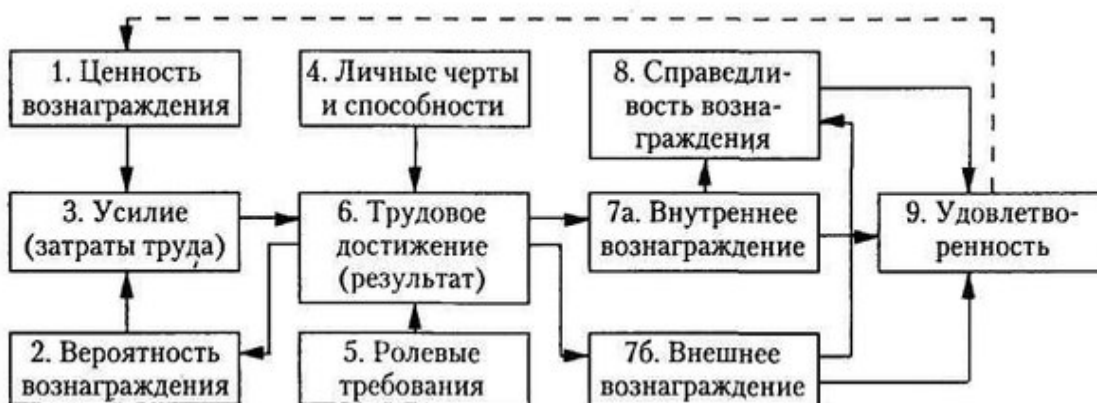 1. Ценность
вознаграждения
4. Личные черты
и способности
8. Справедли-
вость возна-
граждения
3. Усилие
(затраты труда)
6. Трудовое
достижение
(результат)
7а. Внутреннее
вознаграждение
9. Удовлетво-
ренность
2. Вероятность
вознаграждения
5. Ролевые
требования
7б. Внешнее
вознаграждение